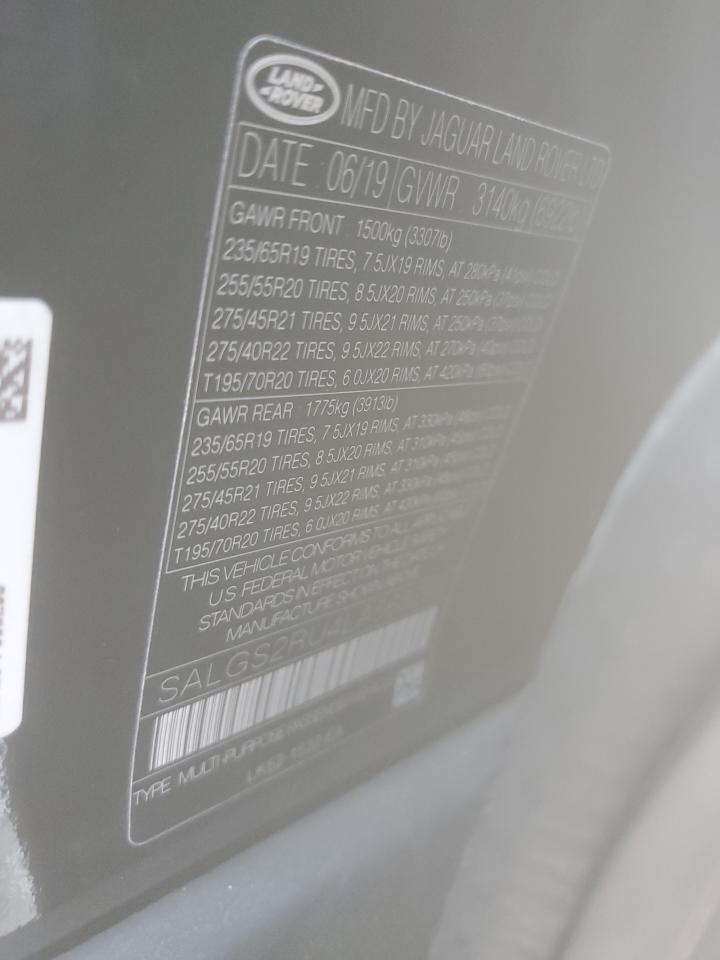 LAND ROVER
MFD BY JAGUAR LAND ROVER LTD
DATE 06/19 GVWR 3140kg (6922lb)
GAWR FRONT 1500kg (3307lb)
235/65R19 TIRES, 7.5JX19 RIMS, AT 280kPa (41psi)
255/55R20 TIRES, 8.5JX20 RIMS, AT 250kPa (37psi)
275/45R21 TIRES, 9.5JX21 RIMS, AT 250kPa (37psi)
275/40R22 TIRES, 9.5JX22 RIMS, AT 270kPa (40psi)
T195/70R20 TIRES, 6.0JX20 RIMS, AT 420kPa (60psi)
GAWR REAR 1775kg (3913lb)
235/65R19 TIRES, 7.5JX19 RIMS, AT 330kPa
255/55R20 TIRES, 8.5JX20 RIMS, AT 310kPa
275/45R21 TIRES, 9.5JX21 RIMS, AT 310kPa
275/40R22 TIRES, 9.5JX22 RIMS, AT 330kPa
T195/70R20 TIRES, 6.0JX20 RIMS, AT 420kPa
THIS VEHICLE CONFORMS TO ALL
U.S. FEDERAL MOTOR VEHICLE
STANDARDS IN EFFECT ON THE DATE OF
MANUFACTURE SHOWN ABOVE
TYPE MULTI-PURPOSE PASSENGER